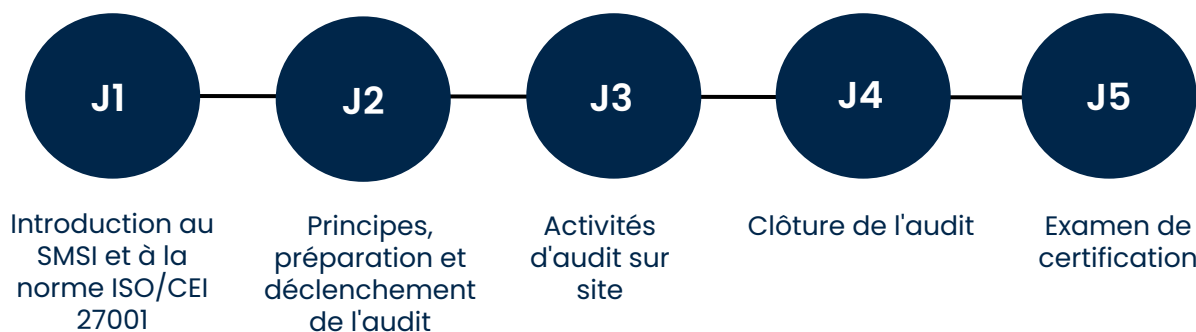 J1
J2
J3
J4
J5
Introduction au
SMSI et à la
norme ISO/CEI
27001
Principes,
préparation et
déclenchement
de l'audit
Activités
d'audit sur
site
Clôture de l'audit
Examen de
certification